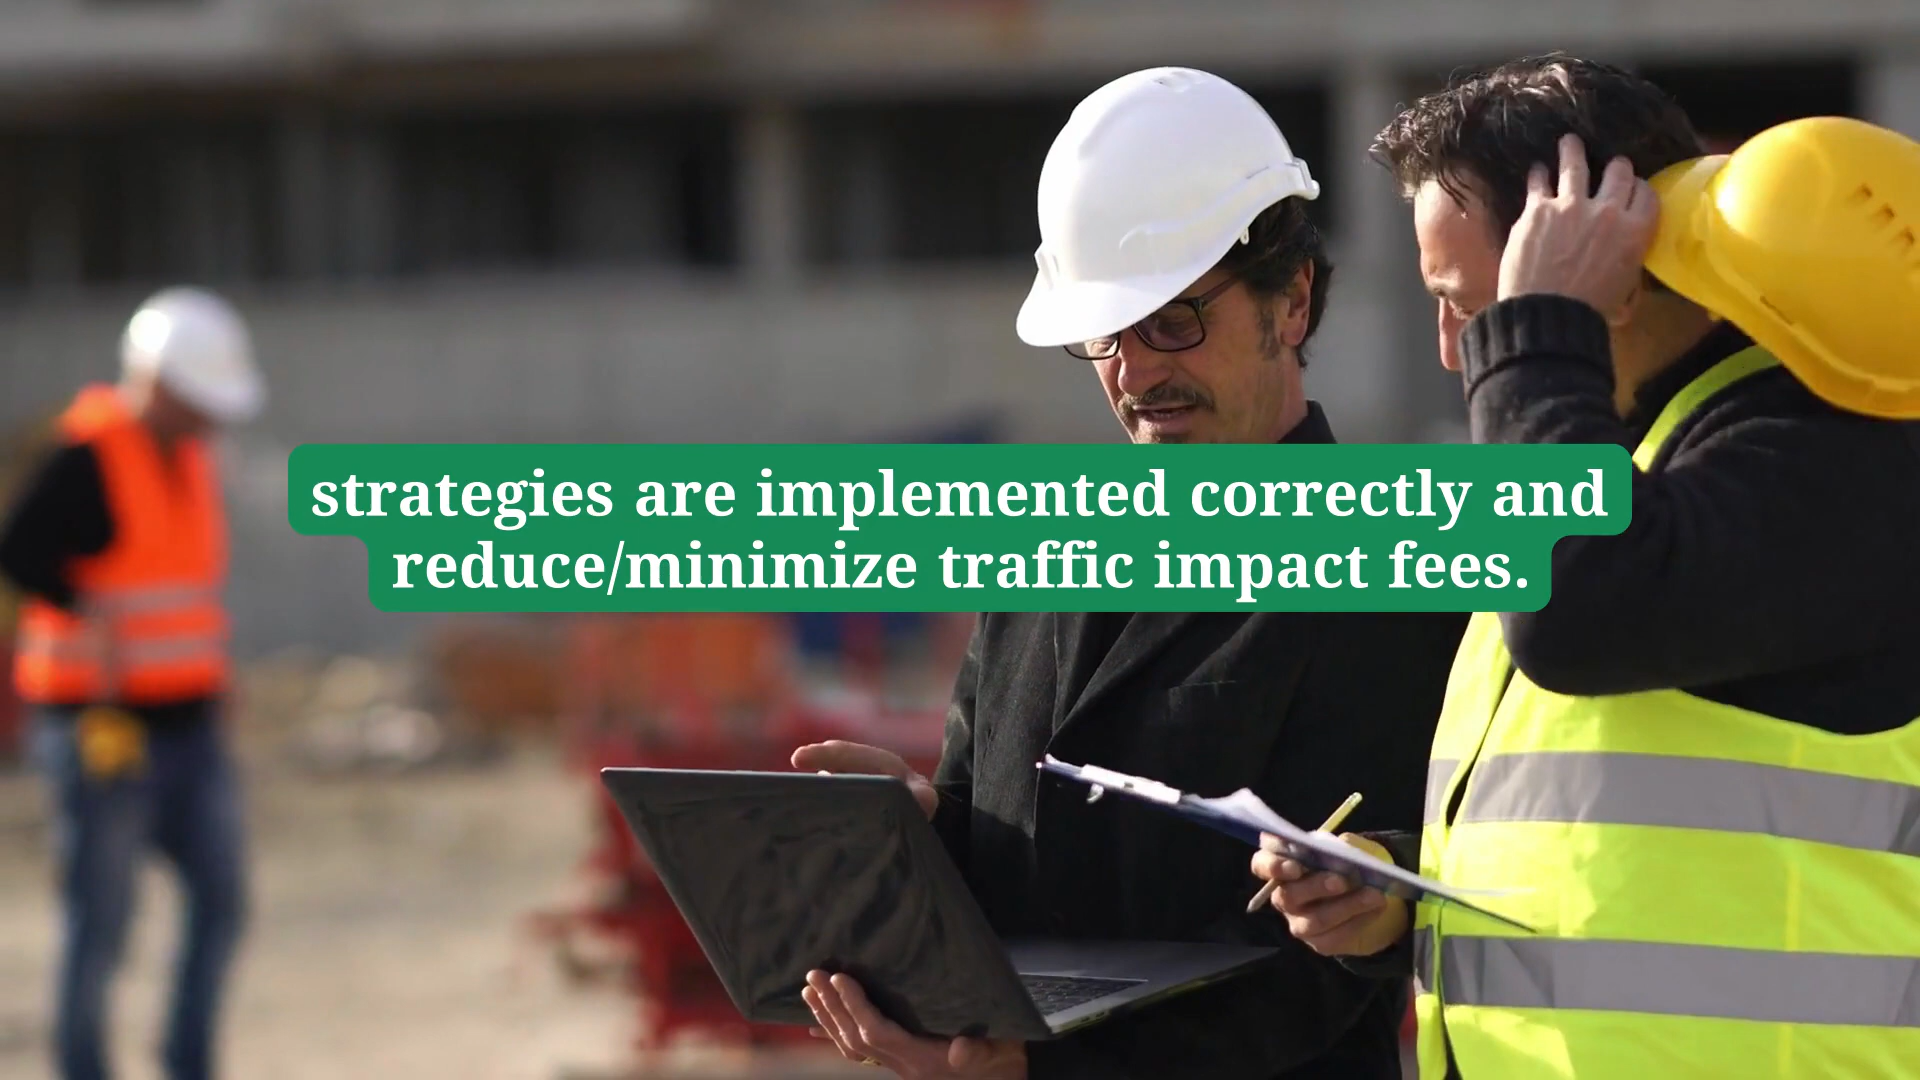 strategies are implemented correctly and
reduce/minimize traffic impact fees.